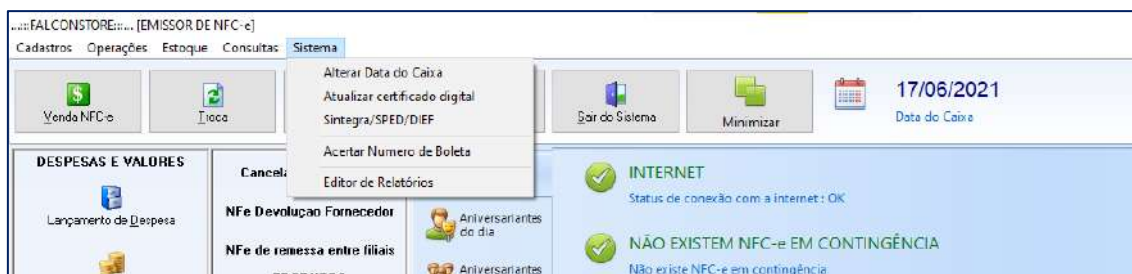 ...:::FALCONSTORE:::... [EMISSOR DE NFC-e]
Cadastros Operações Estoque Consultas Sistema
Alterar Data do Caixa
Atualizar certificado digital
Sintegra/SPED/DIEF
Acertar Numero de Boleta
Editor de Relatórios
Venda NFC-e
Troca
Sair do Sistema
Minimizar
17/06/2021
Data do Caixa
DESPESAS E VALORES
Lançamento de Despesa
NFe Devoluçao Fornecedor
NFe de remessa entre filiais
Aniversariantes
do dia
Aniversariantes
INTERNET
Status de conexão com a internet : OK
NÃO EXISTEM NFC-e EM CONTINGÊNCIA
Não existe NFC-e em contingência